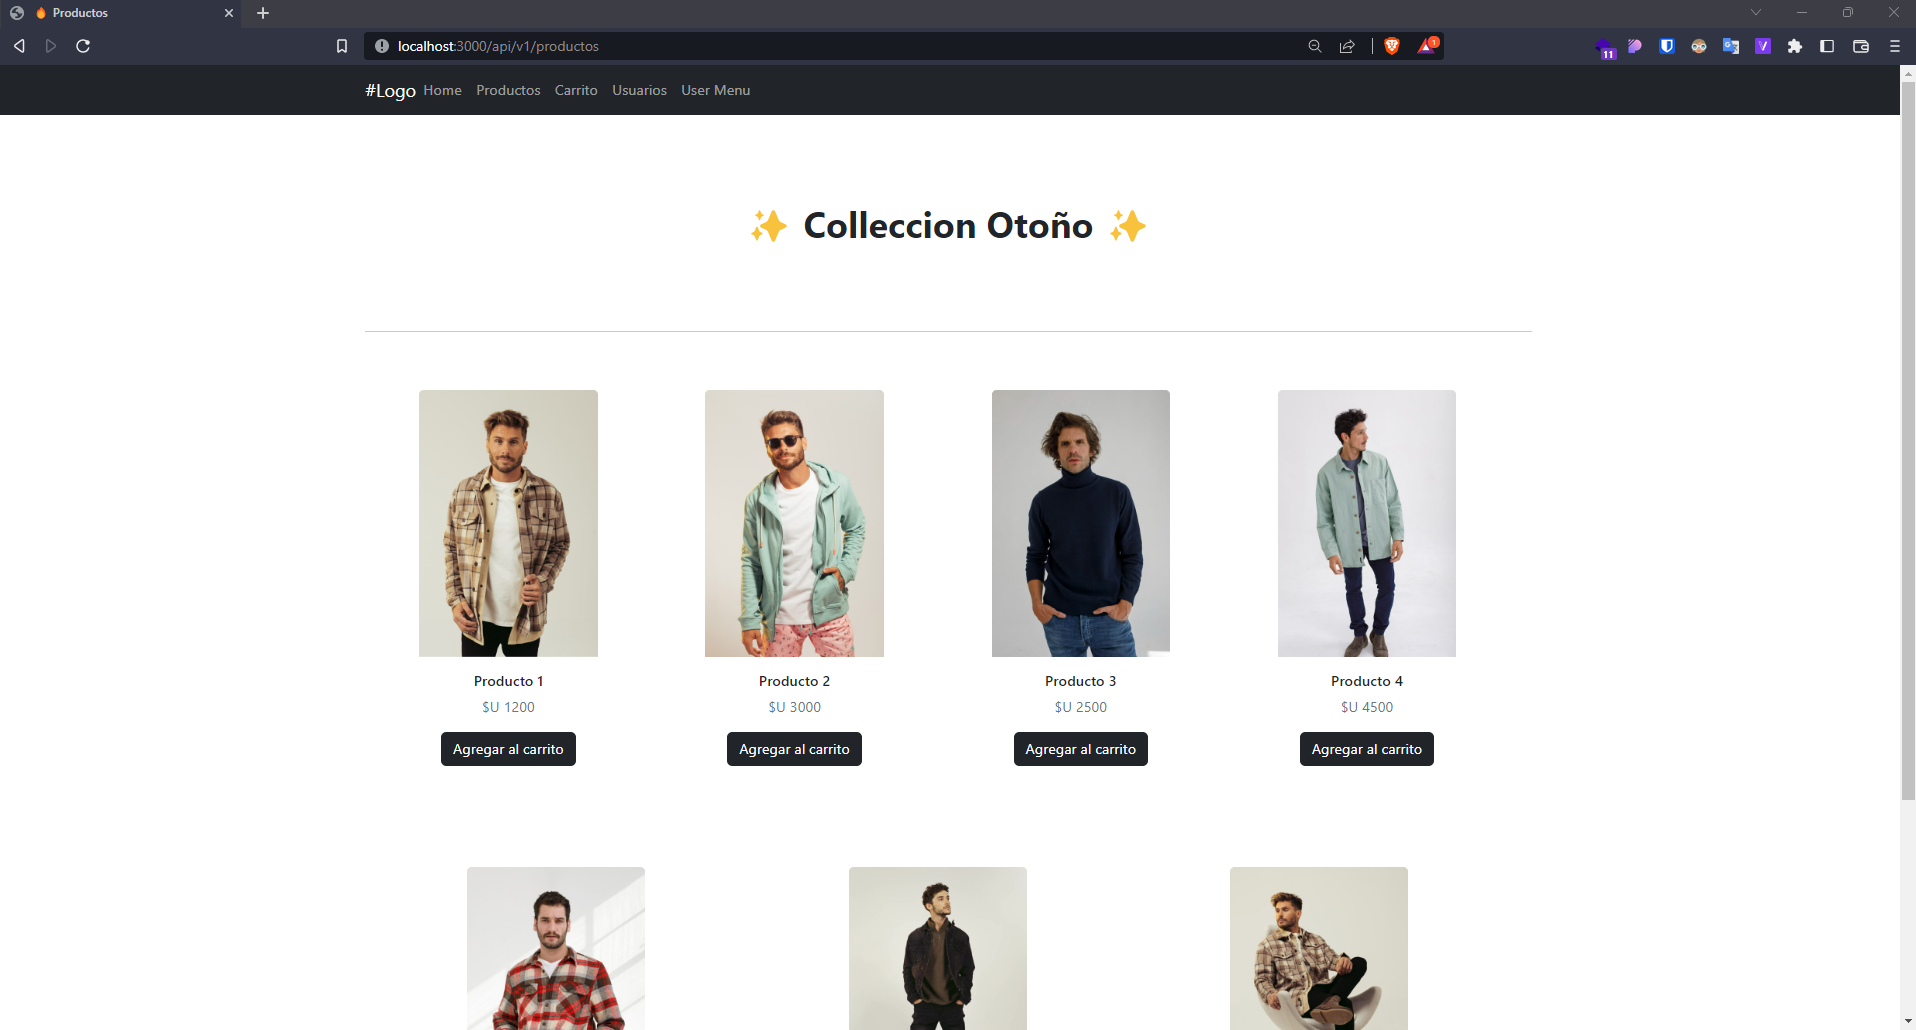 Productos
localhost:3000/api/v1/productos
1
11
#Logo Home Productos Carrito Usuarios User Menu
✨ Colleccion Otoño ✨
Producto 1 Producto 2 Producto 3 Producto 4
$U 1200 $U 3000 $U 2500 $U 4500
Agregar al carrito Agregar al carrito Agregar al carrito Agregar al carrito